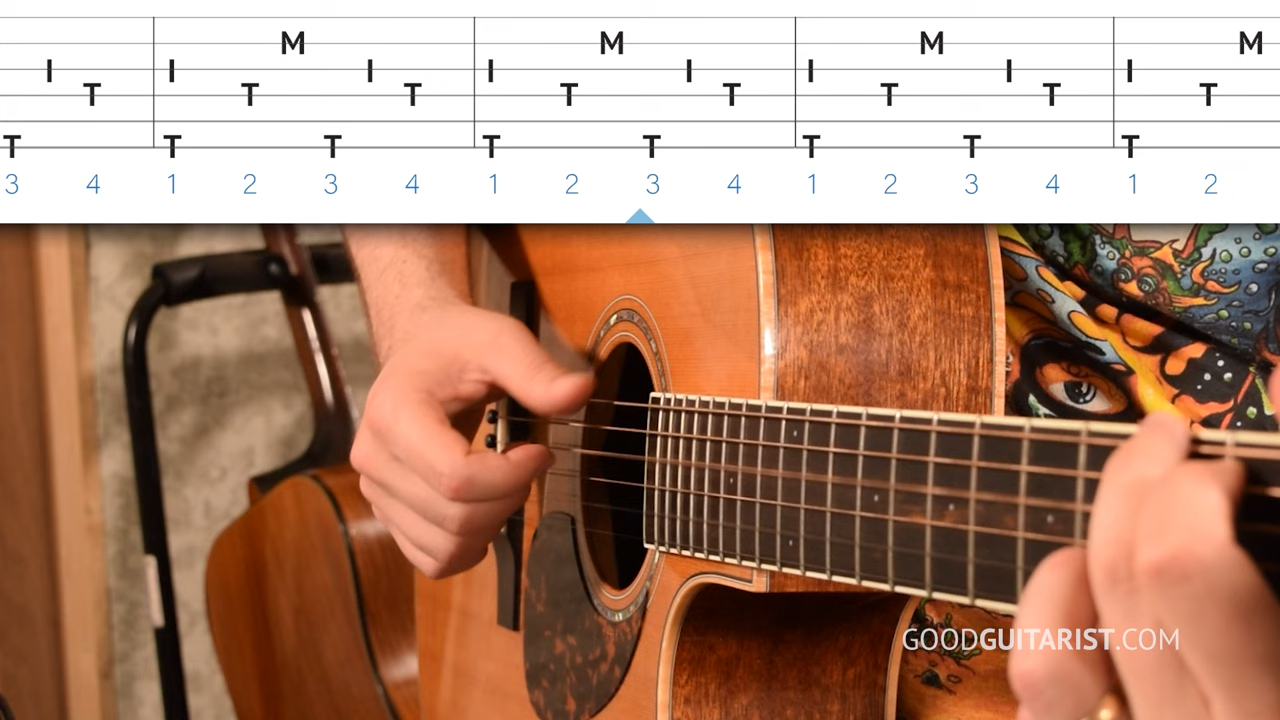 M M M M
I I I I I I I I
T T T T T T T T
T T T T T T T T
3 4 1 2 3 4 1 2 3 4 1 2 3 4 1 2
GOODGUITARIST.COM